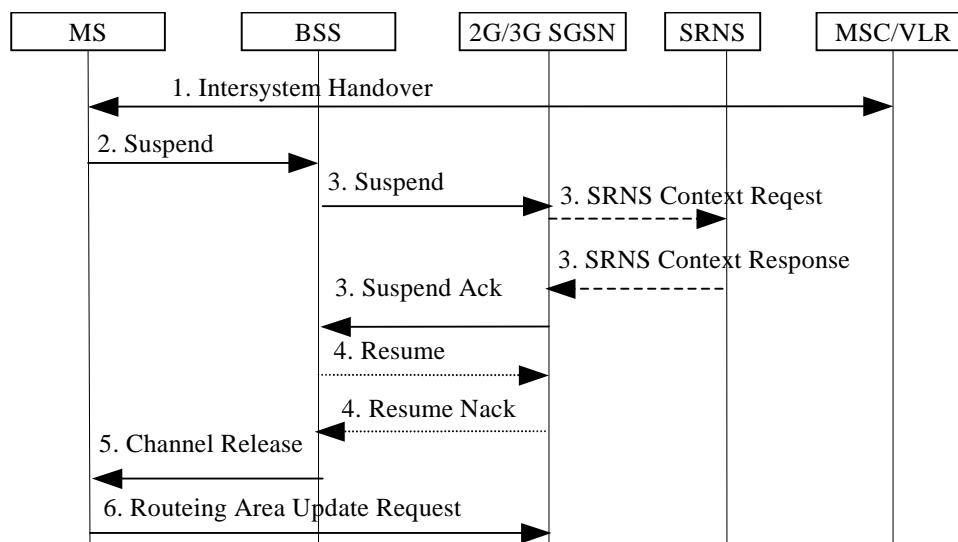 MS
BSS
2G/3G SGSN
SRNS
MSC/VLR
1. Intersystem Handover
2. Suspend
3. Suspend
3. SRNS Context Reqest
3. SRNS Context Response
3. Suspend Ack
4. Resume
4. Resume Nack
5. Channel Release
6. Routeing Area Update Request